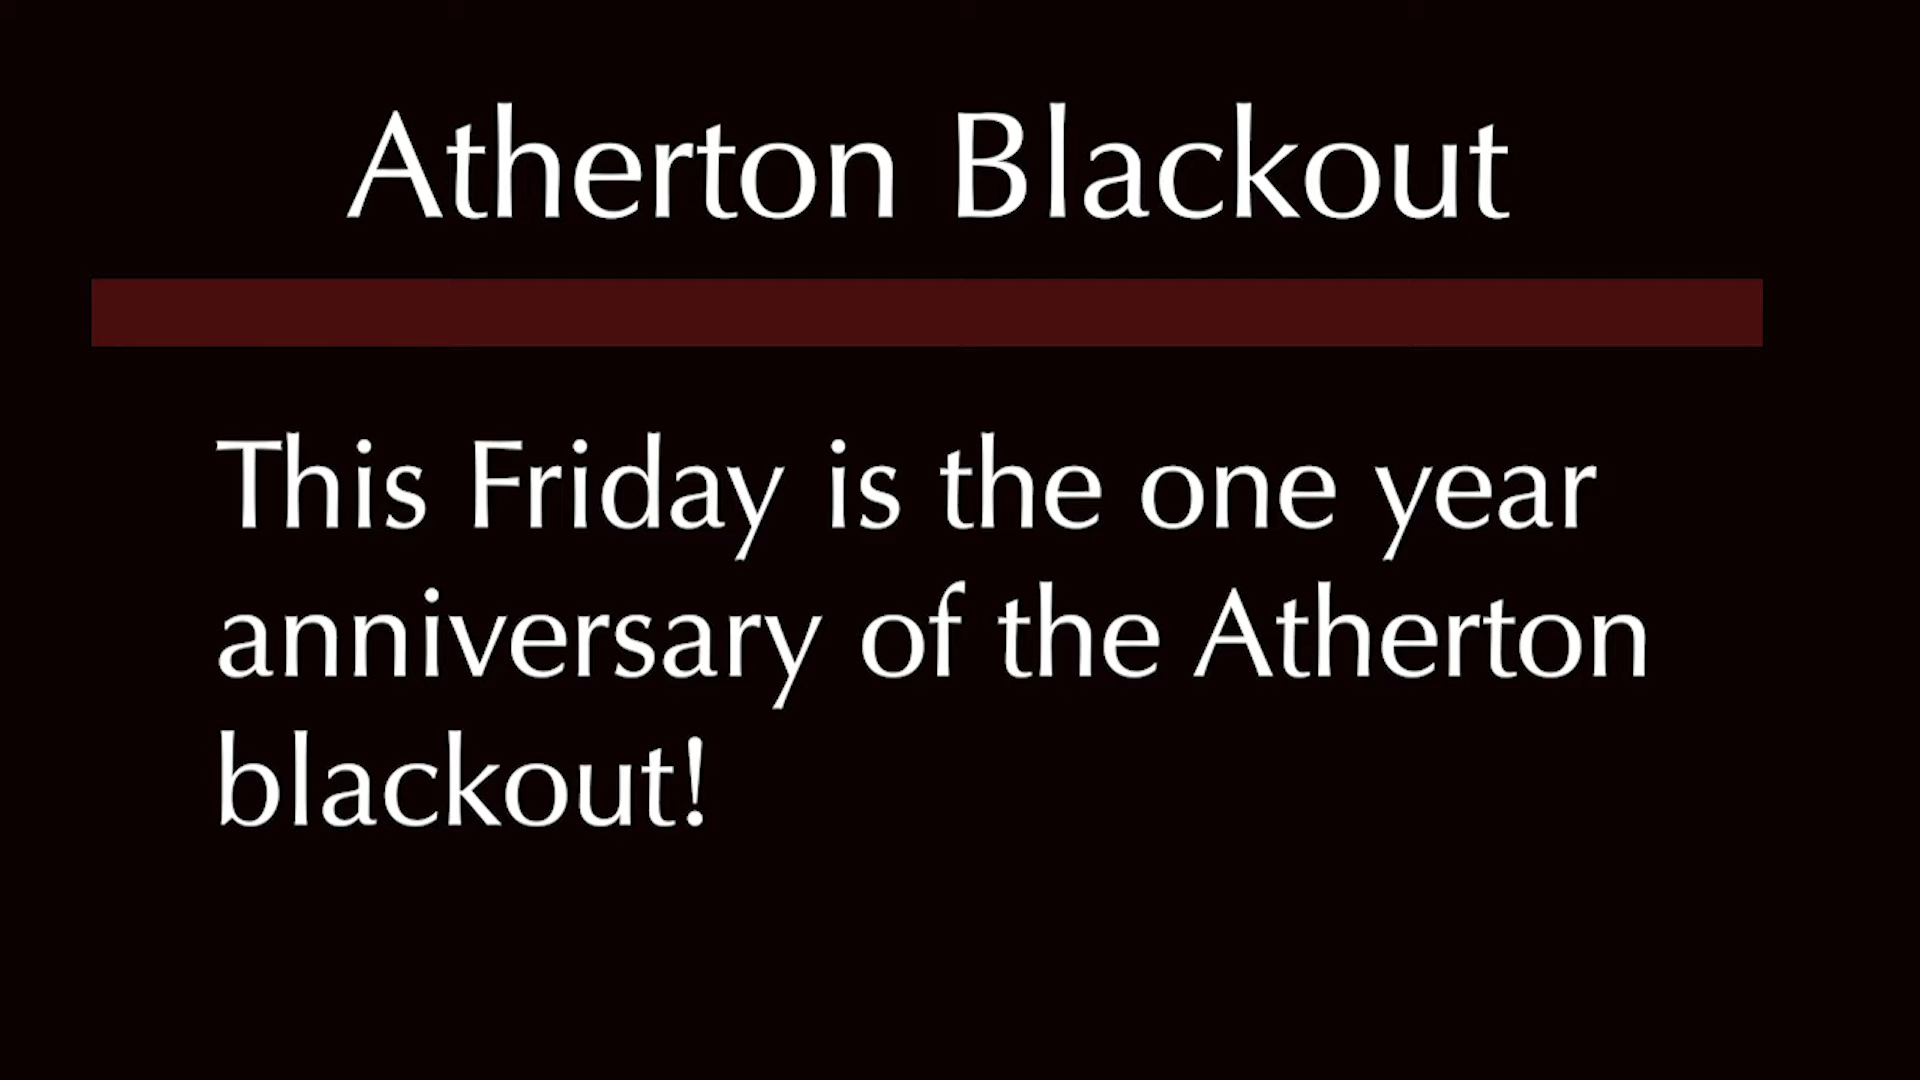 Atherton Blackout
This Friday is the one year
anniversary of the Atherton
blackout!